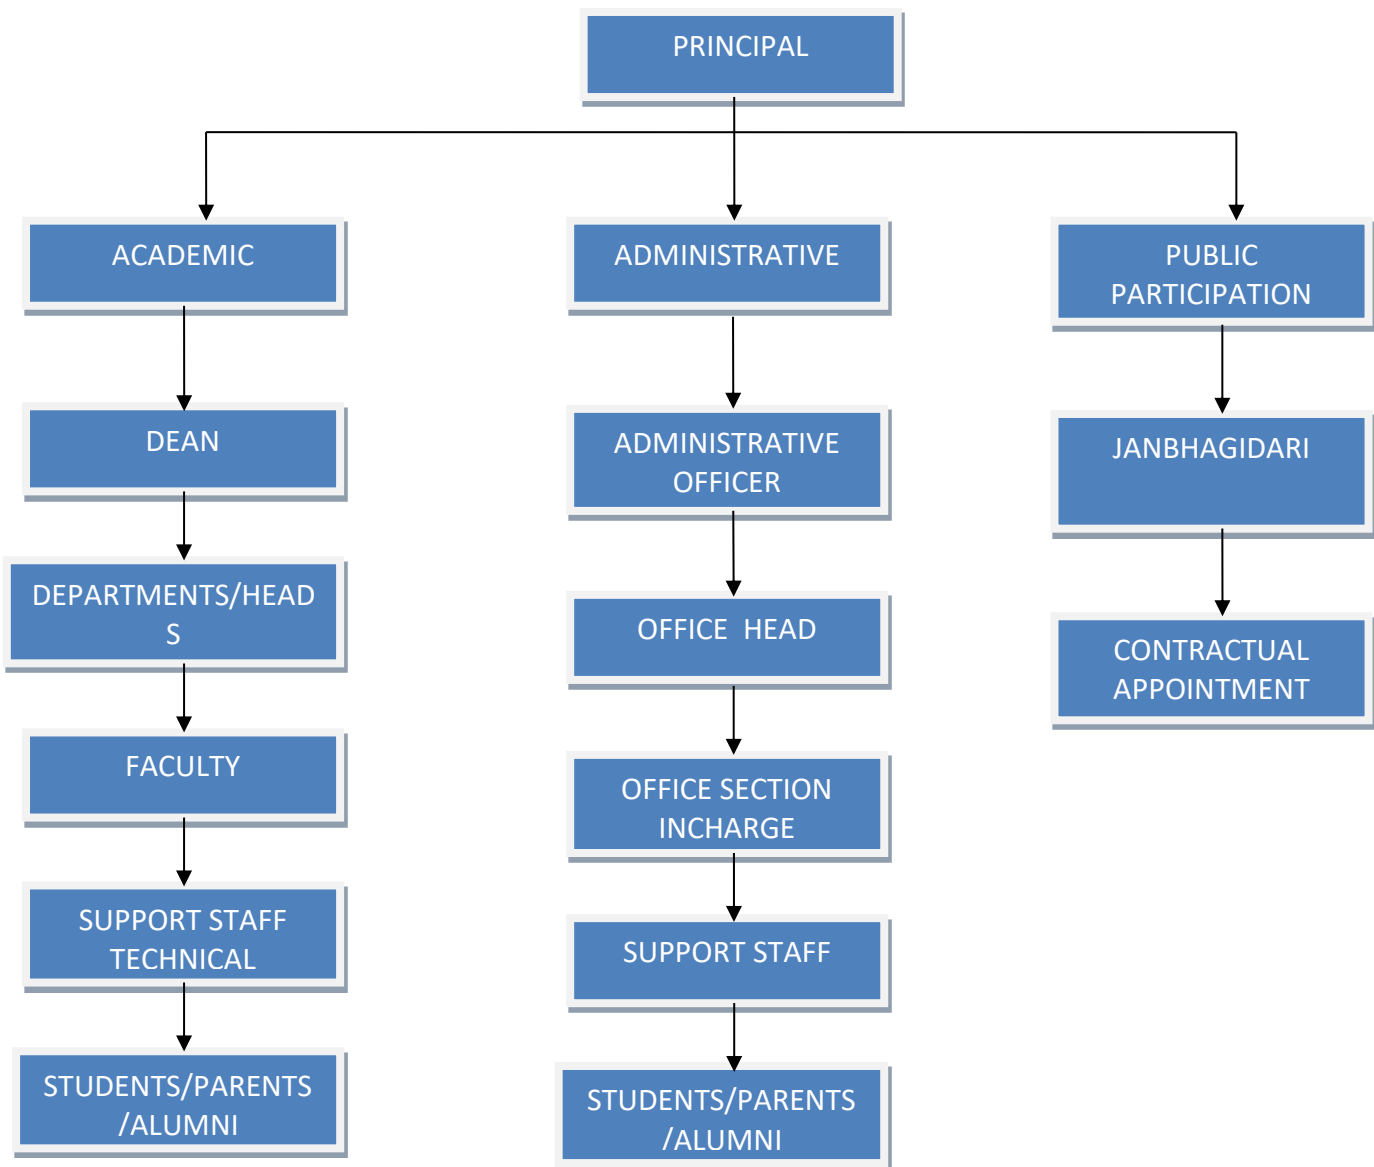 PRINCIPAL
ACADEMIC
ADMINISTRATIVE
PUBLIC
PARTICIPATION
DEAN
ADMINISTRATIVE
OFFICER
JANBHAGIDARI
DEPARTMENTS/HEAD
S
OFFICE  HEAD
CONTRACTUAL
APPOINTMENT
FACULTY
OFFICE SECTION
INCHARGE
SUPPORT STAFF
TECHNICAL
SUPPORT STAFF
STUDENTS/PARENTS
/ALUMNI
STUDENTS/PARENTS
/ALUMNI